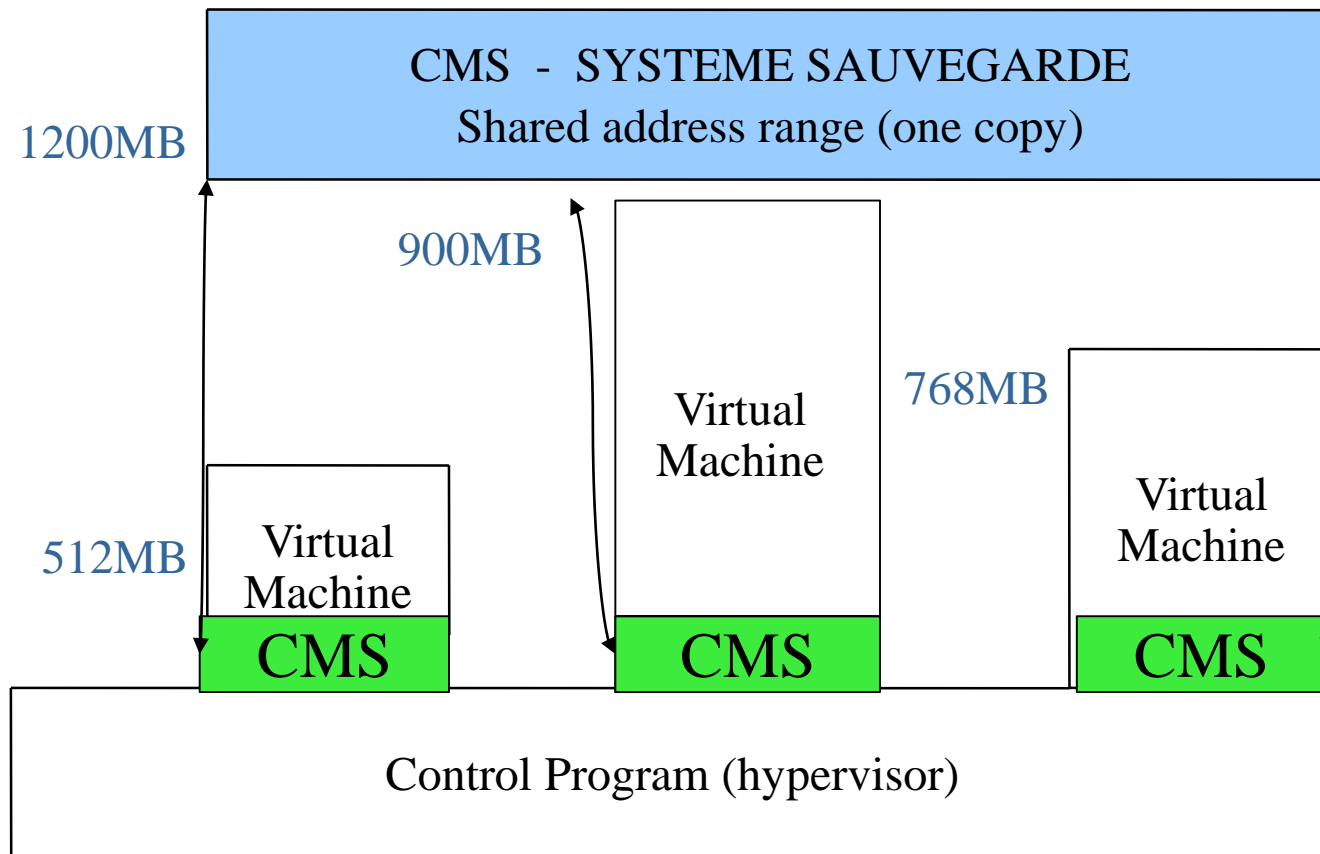 CMS - SYSTEME SAUVEGARDE
Shared address range (one copy)
1200MB
900MB
768MB
Virtual
Machine
Virtual
Machine
512MB
Virtual
Machine
CMS
CMS
CMS
Control Program (hypervisor)